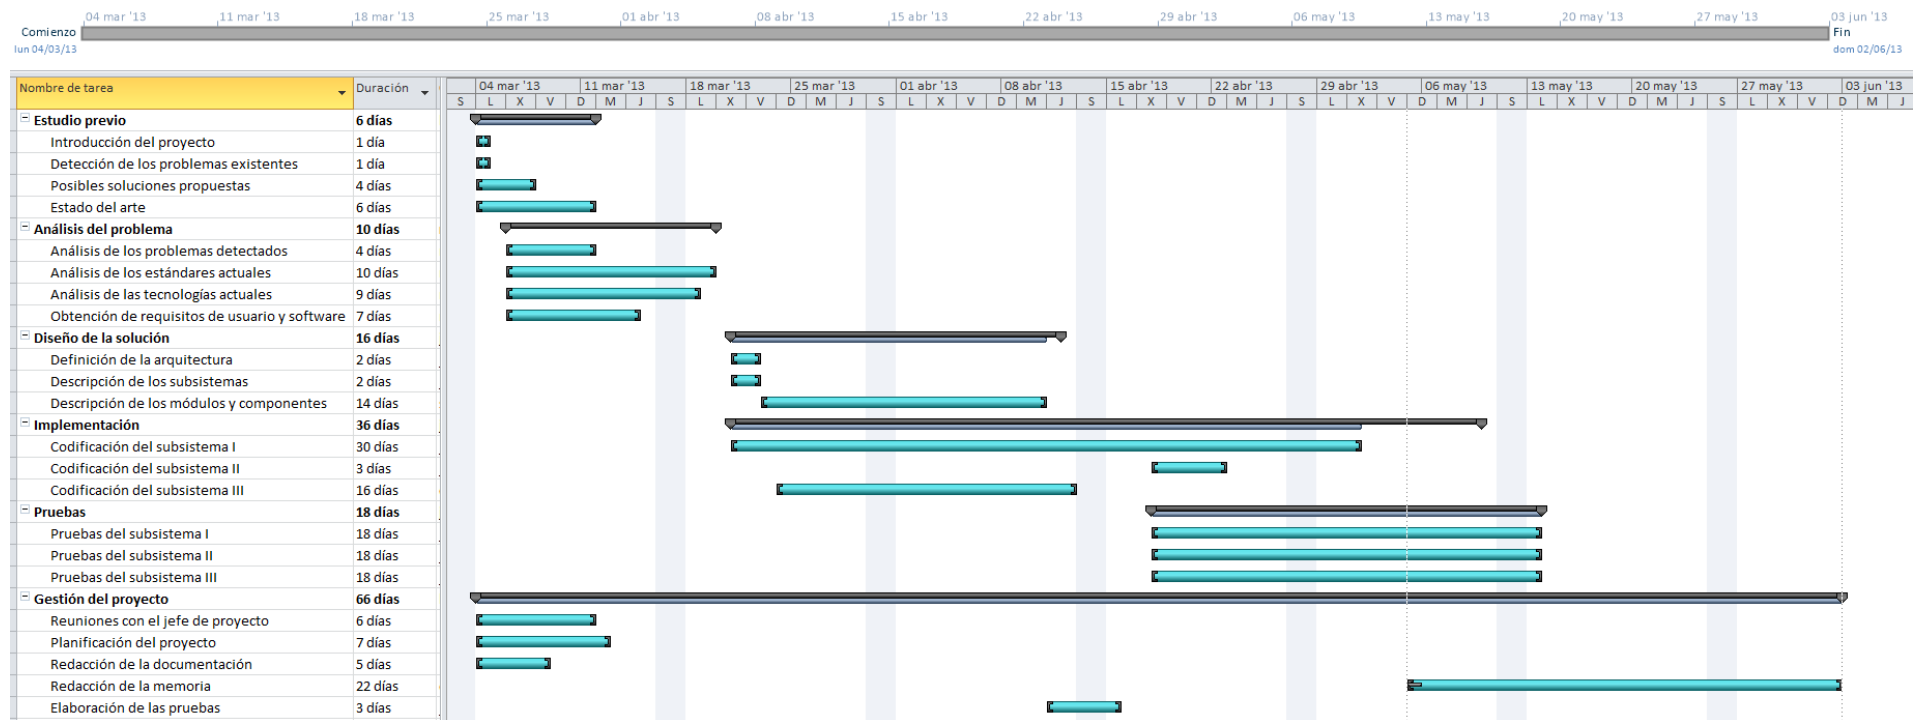 04 mar '13 11 mar '13 18 mar '13 25 mar '13 01 abr '13 08 abr '13 15 abr '13 22 abr '13 29 abr '13 06 may '13 13 may '13 20 may '13 27 may '13 03 jun '13
Comienzo Fin
lun 04/03/13 dom 02/06/13
Nombre de tarea Duración 04 mar '13 11 mar '13 18 mar '13 25 mar '13 01 abr '13 08 abr '13 15 abr '13 22 abr '13 29 abr '13 06 may '13 13 may '13 20 may '13 27 may '13 03 jun '13
S L X V D M J S L X V D M J S L X V D M J S L X V D M J S L X V D M J S L X V D M J S L X V D M J
Estudio previo 6 días
Introducción del proyecto 1 día
Detección de los problemas existentes 1 día
Posibles soluciones propuestas 4 días
Estado del arte 6 días
Análisis del problema 10 días
Análisis de los problemas detectados 4 días
Análisis de los estándares actuales 10 días
Análisis de las tecnologías actuales 9 días
Obtención de requisitos de usuario y software 7 días
Diseño de la solución 16 días
Definición de la arquitectura 2 días
Descripción de los subsistemas 2 días
Descripción de los módulos y componentes 14 días
Implementación 36 días
Codificación del subsistema I 30 días
Codificación del subsistema II 3 días
Codificación del subsistema III 16 días
Pruebas 18 días
Pruebas del subsistema I 18 días
Pruebas del subsistema II 18 días
Pruebas del subsistema III 18 días
Gestión del proyecto 66 días
Reuniones con el jefe de proyecto 6 días
Planificación del proyecto 7 días
Redacción de la documentación 5 días
Redacción de la memoria 22 días
Elaboración de las pruebas 3 días